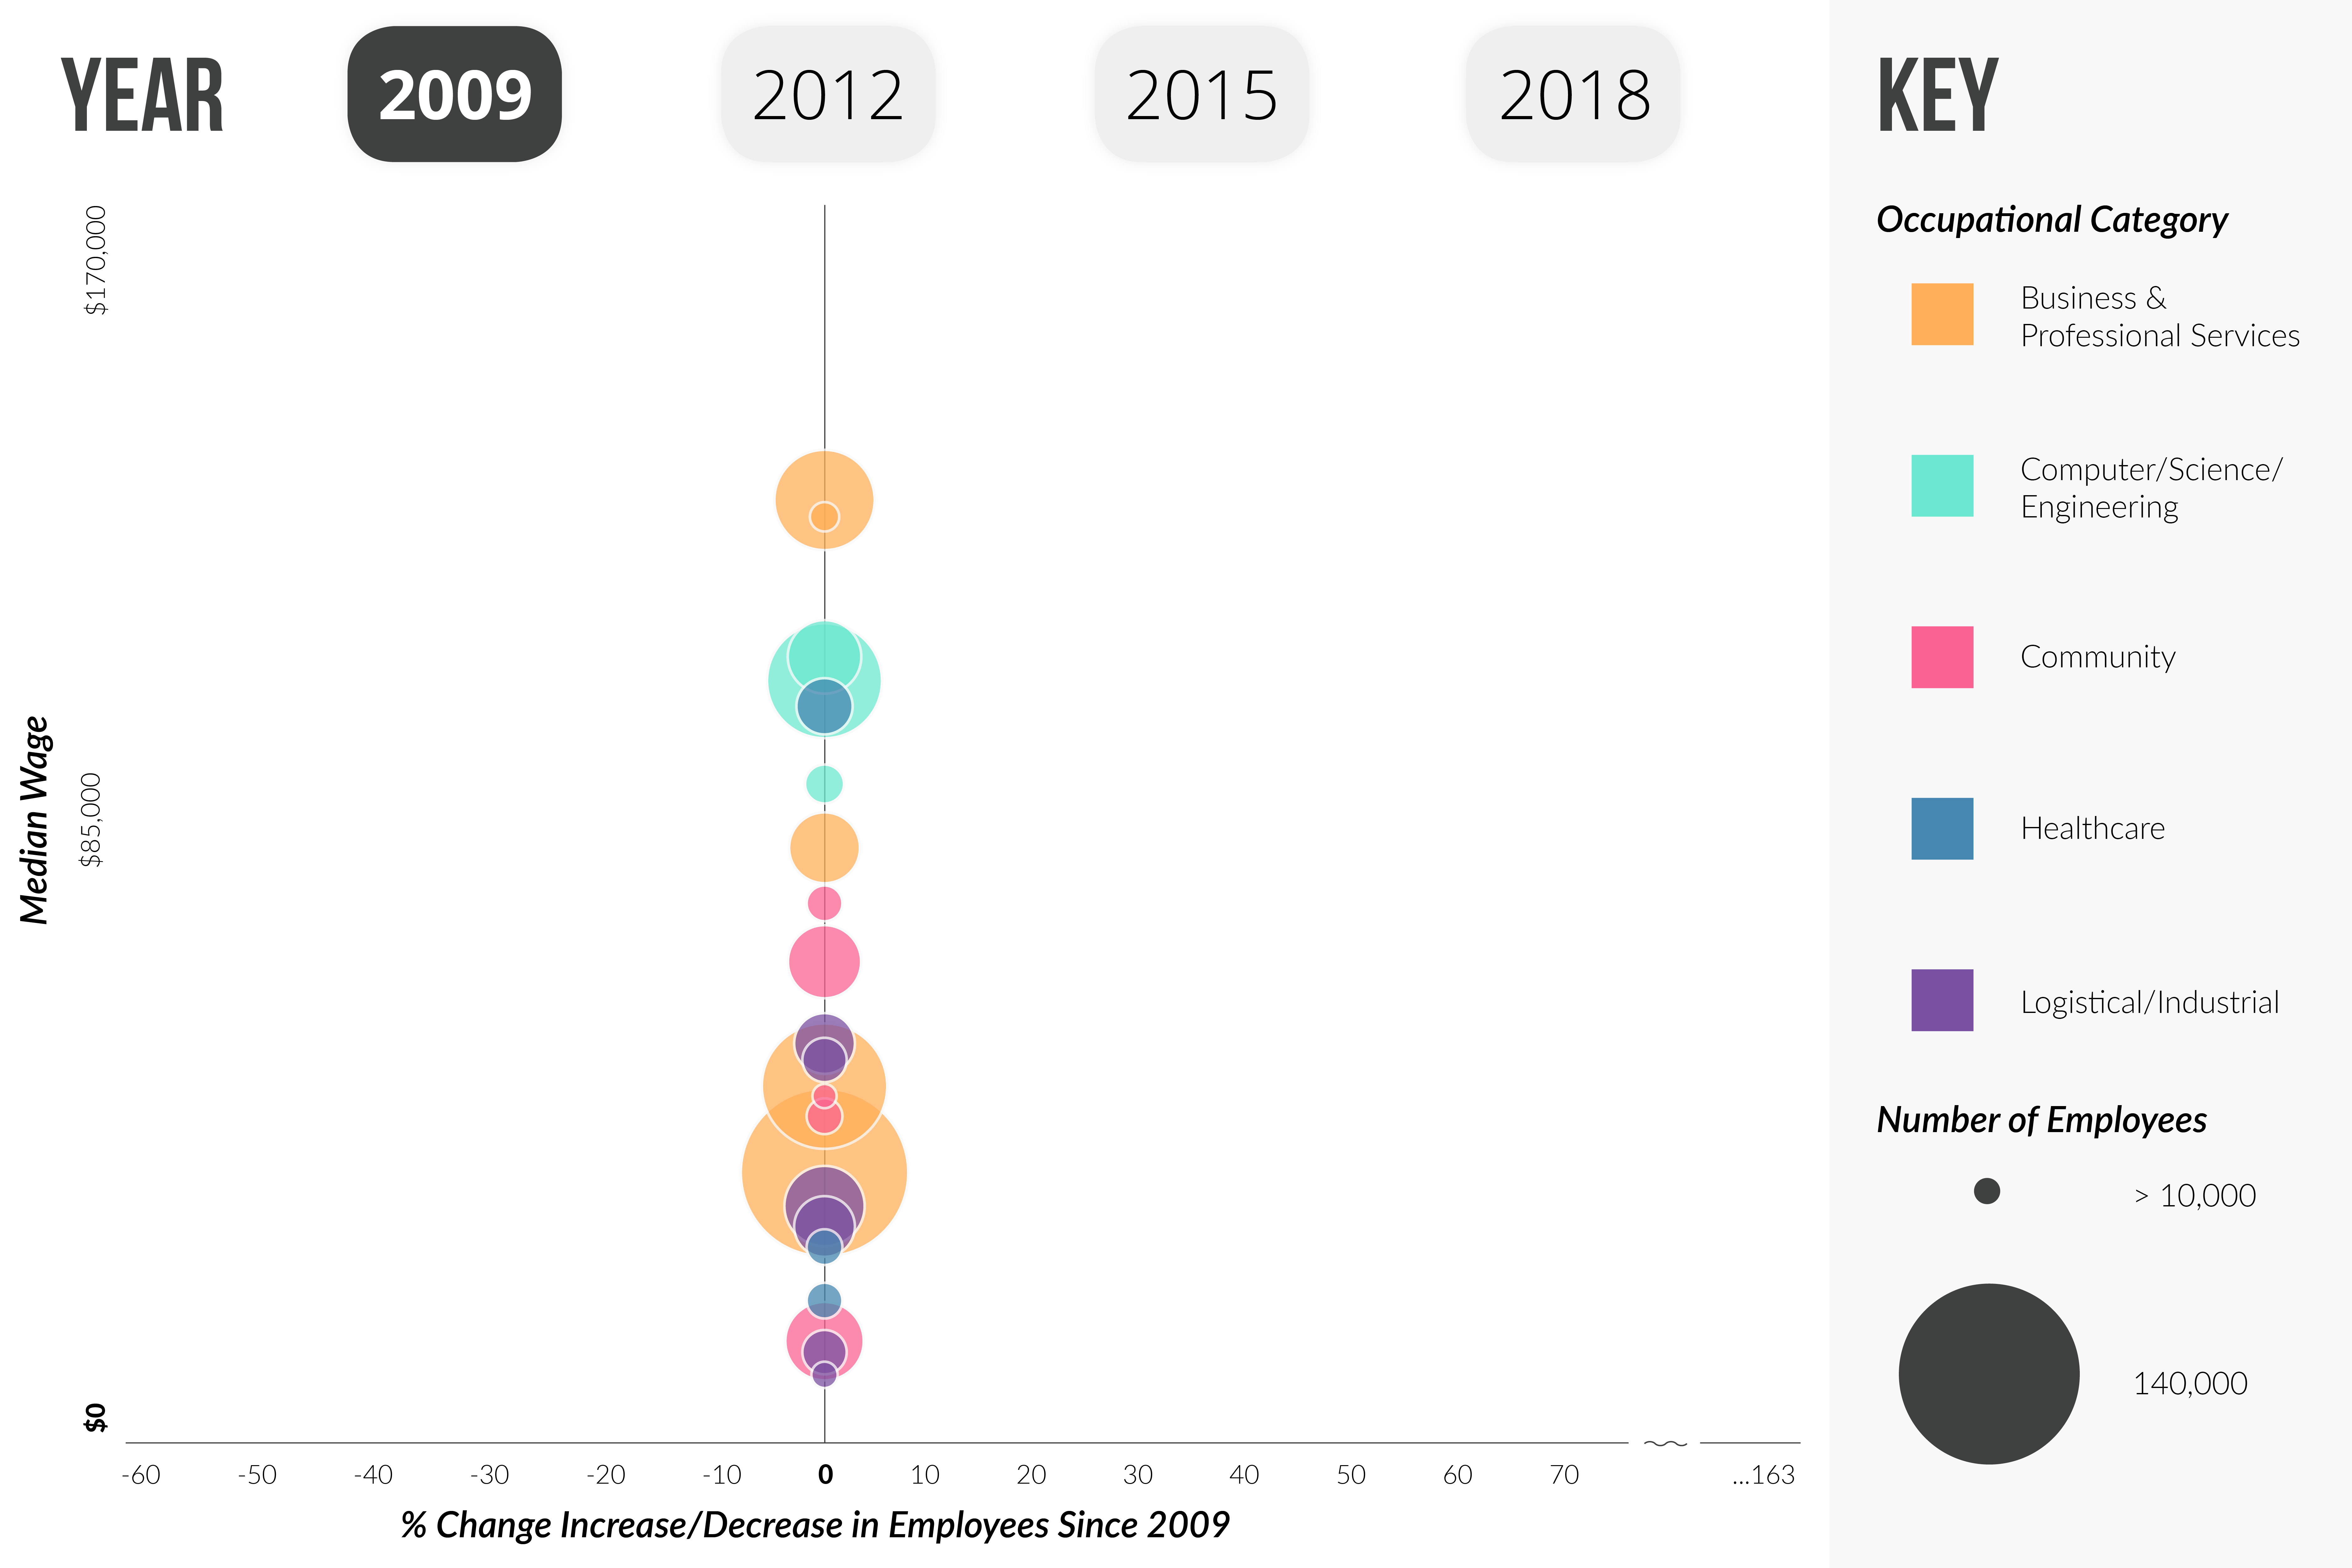 YEAR
2009
2012
2015
2018
$170,000
$85,000
$0
Median Wage
-60
-50
-40
-30
-20
-10
0
10
20
30
40
50
60
70
...163
% Change Increase/Decrease in Employees Since 2009
KEY
Occupational Category
Business &
Professional Services
Computer/Science/
Engineering
Community
Healthcare
Logistical/Industrial
Number of Employees
> 10,000
140,000